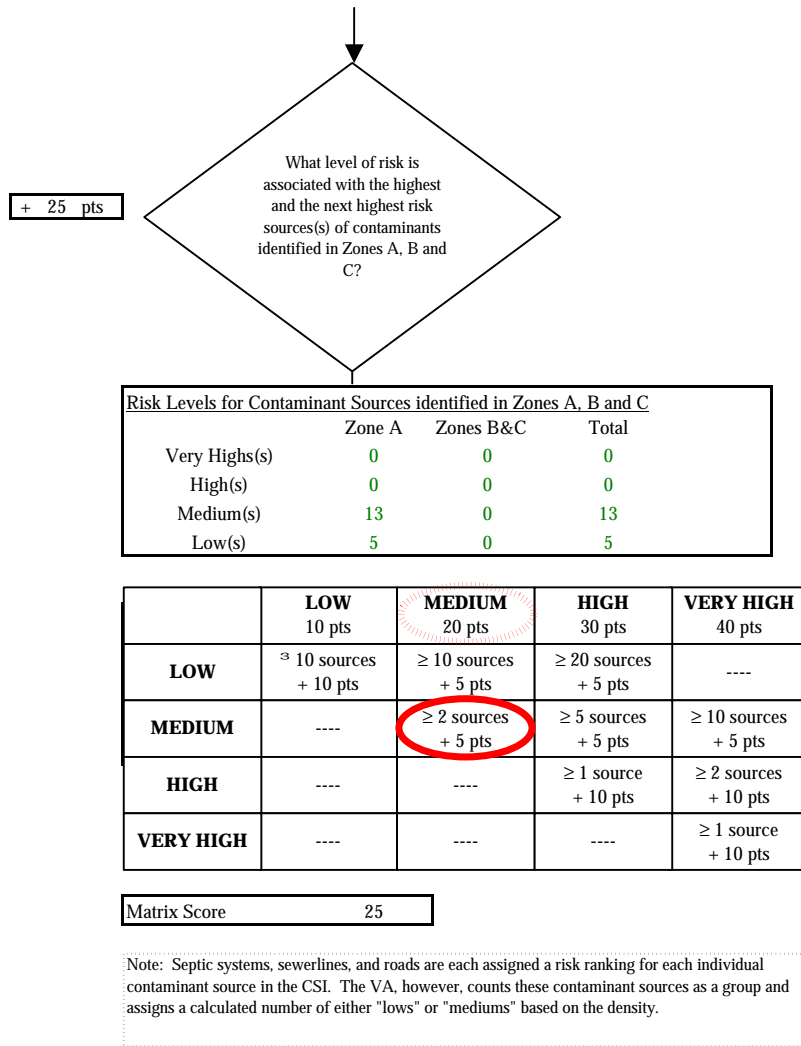 What level of risk is
associated with the highest
and the next highest risk
sources(s) of contaminants
identified in Zones A, B and
C?
+ 25 pts
Risk Levels for Contaminant Sources identified in Zones A, B and C
Zone A Zones B&C Total
Very Highs(s) 0 0 0
High(s) 0 0 0
Medium(s) 13 0 13
Low(s) 5 0 5
LOW MEDIUM HIGH VERY HIGH
10 pts 20 pts 30 pts 40 pts
LOW ³ 10 sources ≥ 10 sources ≥ 20 sources ----
+ 10 pts + 5 pts + 5 pts
MEDIUM ---- ≥ 2 sources ≥ 5 sources ≥ 10 sources
+ 5 pts + 5 pts + 5 pts
HIGH ---- ---- ≥ 1 source ≥ 2 sources
+ 10 pts + 10 pts
VERY HIGH ---- ---- ---- ≥ 1 source
+ 10 pts
Matrix Score 25
Note: Septic systems, sewerlines, and roads are each assigned a risk ranking for each individual
contaminant source in the CSI. The VA, however, counts these contaminant sources as a group and
assigns a calculated number of either "lows" or "mediums" based on the density.